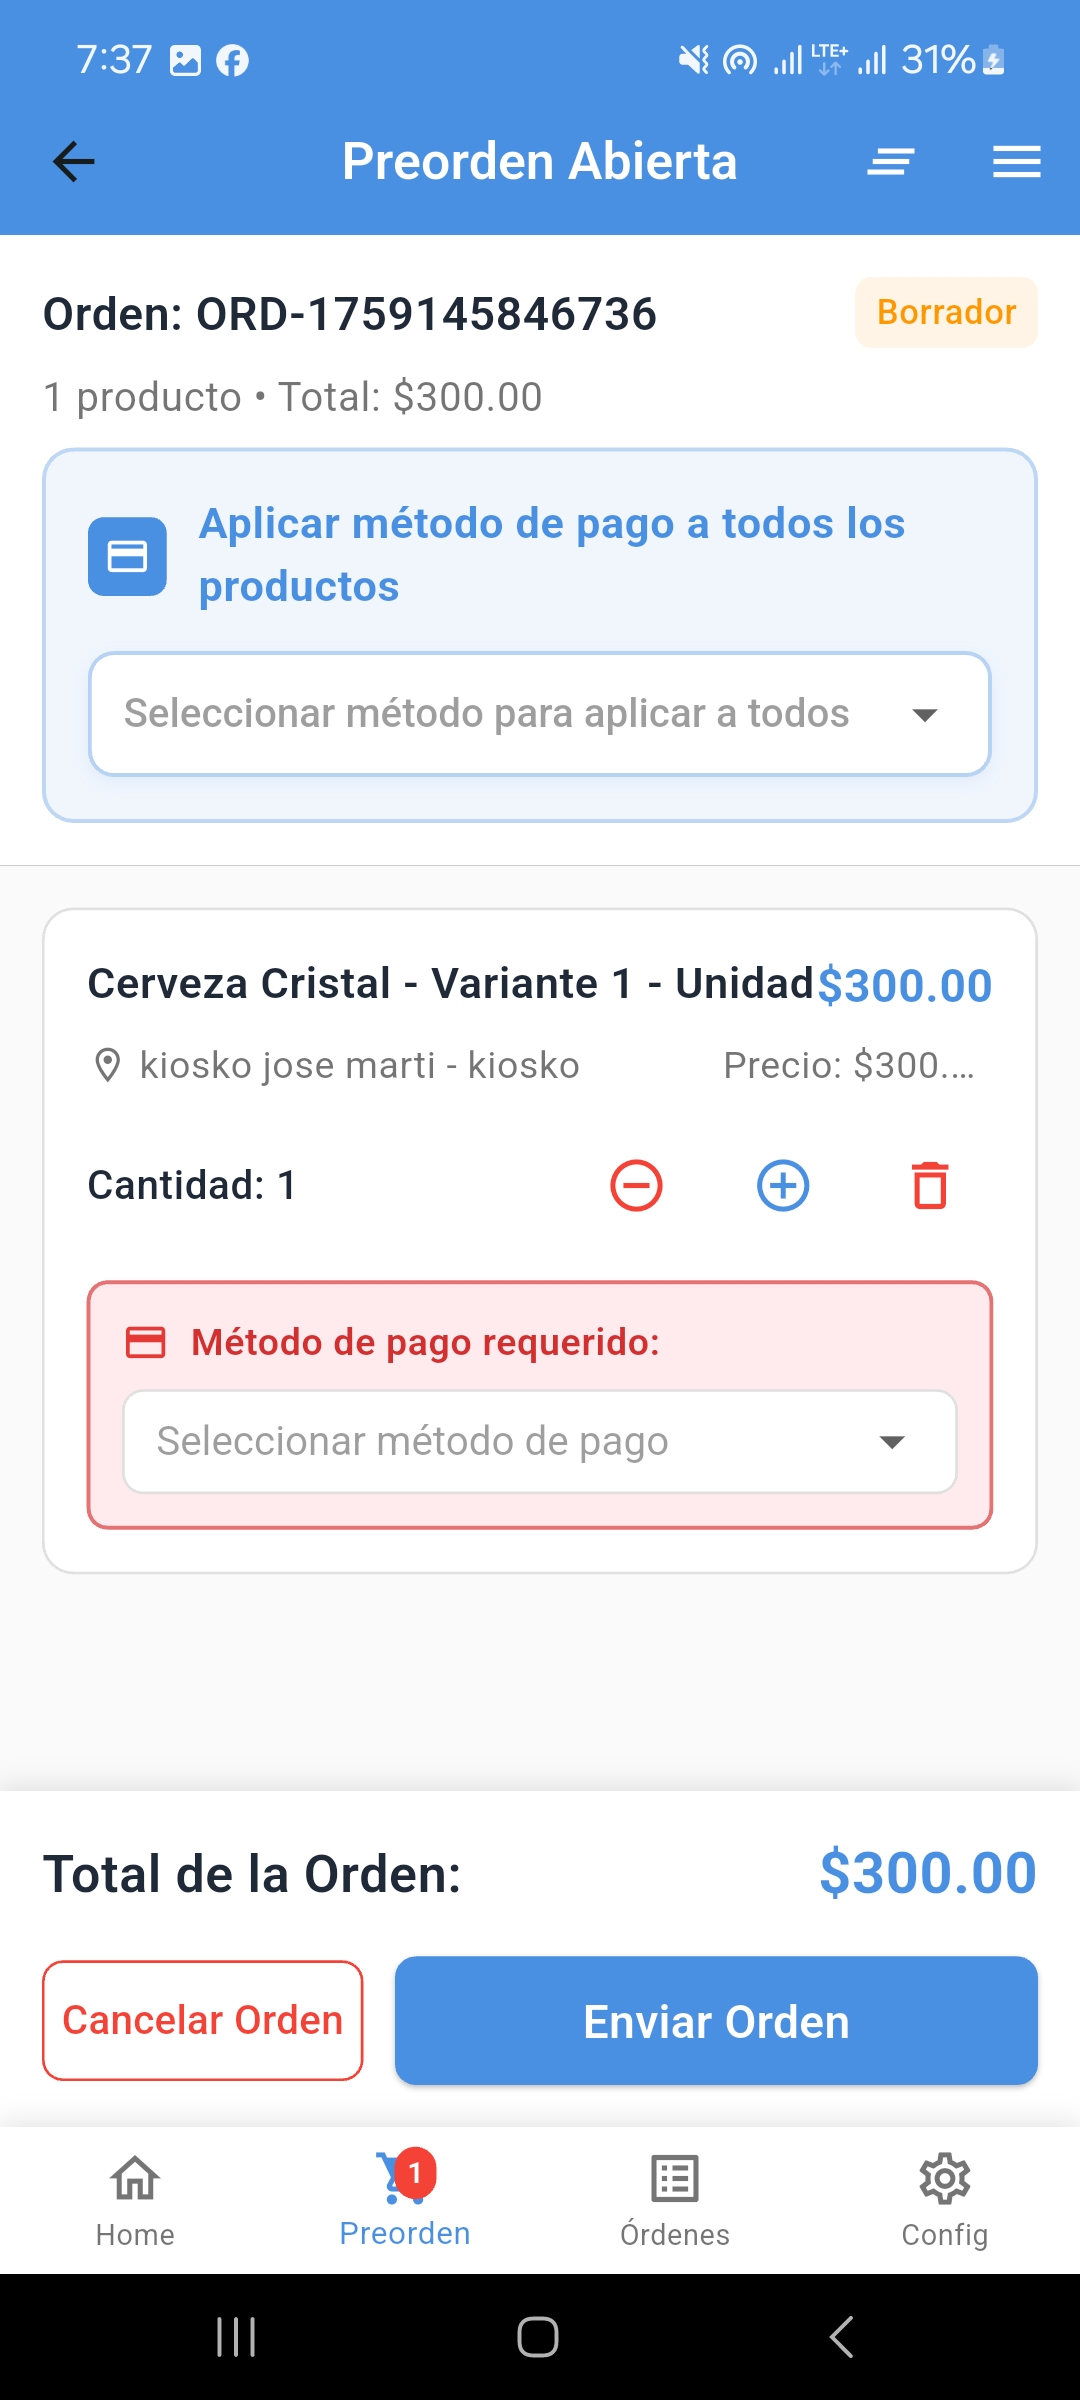 7:37
LTE+
31%
Preorden Abierta
Orden: ORD-1759145846736
Borrador
1 producto • Total: $300.00
Aplicar método de pago a todos los
productos
Seleccionar método para aplicar a todos
Cerveza Cristal - Variante 1 - Unidad $300.00
kiosko jose marti - kiosko
Precio: $300....
Cantidad: 1
Método de pago requerido:
Seleccionar método de pago
Total de la Orden:
$300.00
Cancelar Orden
Enviar Orden
1
Home
Preorden
Órdenes
Config